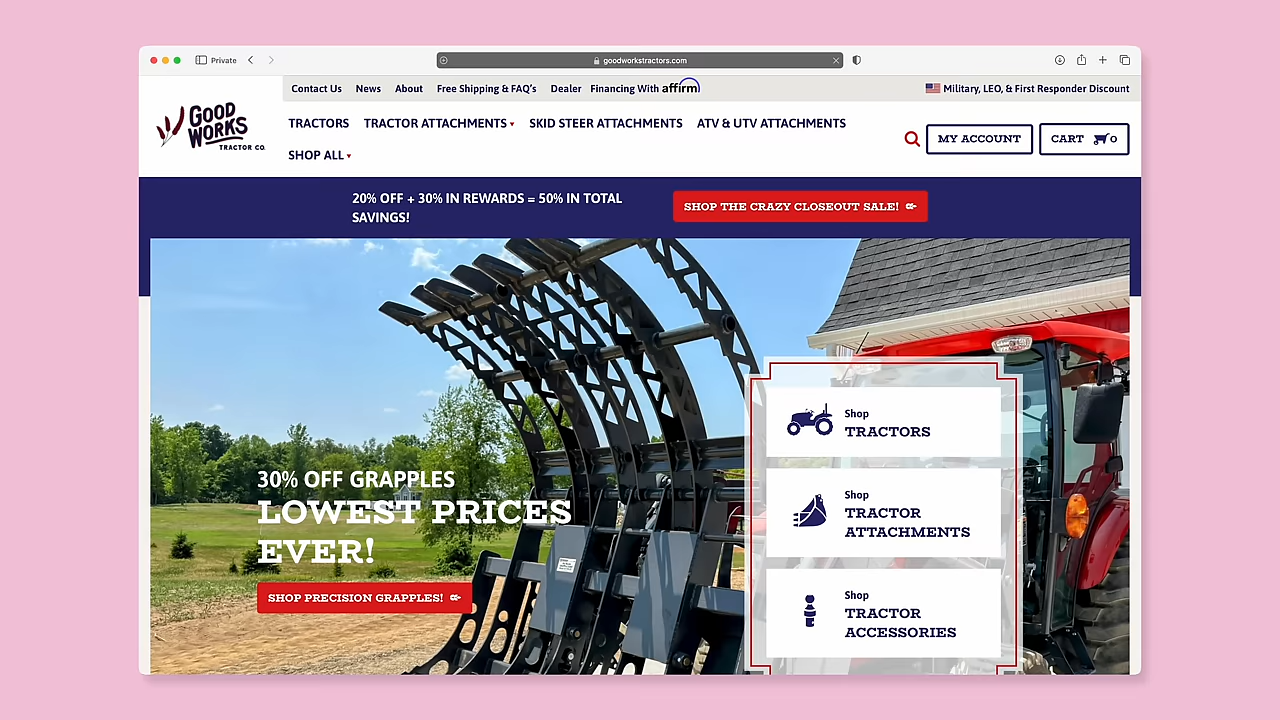 Private
goodworkstractors.com
Contact Us News About Free Shipping & FAQ's Dealer Financing With affirm
Military, LEO, & First Responder Discount
GOOD
WORKS
TRACTOR CO.
TRACTORS TRACTOR ATTACHMENTS SKID STEER ATTACHMENTS ATV & UTV ATTACHMENTS
SHOP ALL
MY ACCOUNT
CART 0
20% OFF + 30% IN REWARDS = 50% IN TOTAL
SAVINGS!
SHOP THE CRAZY CLOSEOUT SALE!
30% OFF GRAPPLES
LOWEST PRICES
EVER!
SHOP PRECISION GRAPPLES!
Shop
TRACTORS
Shop
TRACTOR
ATTACHMENTS
Shop
TRACTOR
ACCESSORIES